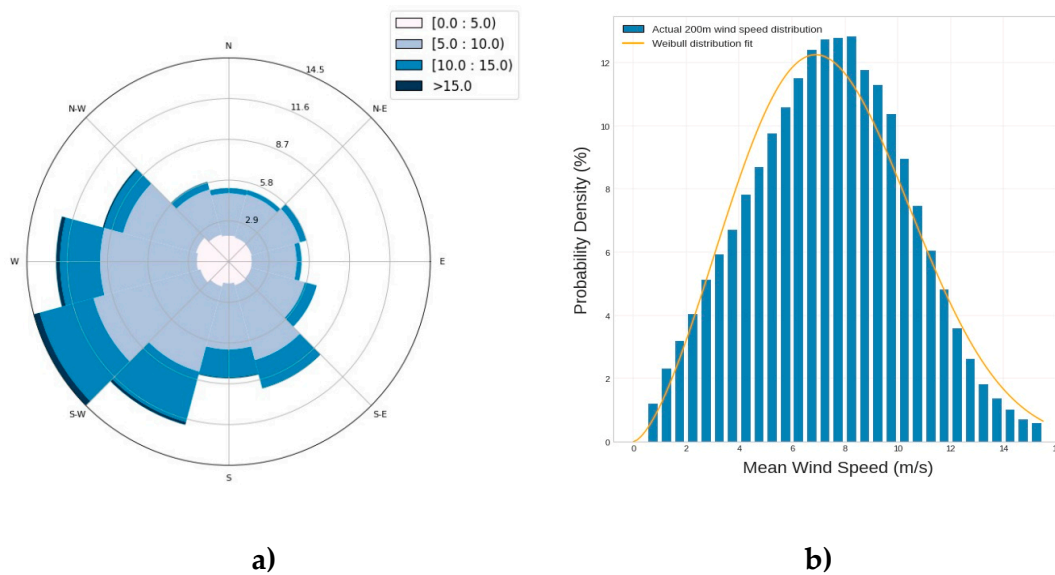 [0.0 : 5.0)
[5.0 : 10.0)
[10.0 : 15.0)
>15.0
N
14.5
N-W
11.6
N-E
8.7
5.8
2.9
W
E
S-W
S-E
S
a)
Actual 200m wind speed distribution
Weibull distribution fit
Probability Density (%)
12
10
8
6
4
2
0
0 2 4 6 8 10 12 14
Mean Wind Speed (m/s)
b)